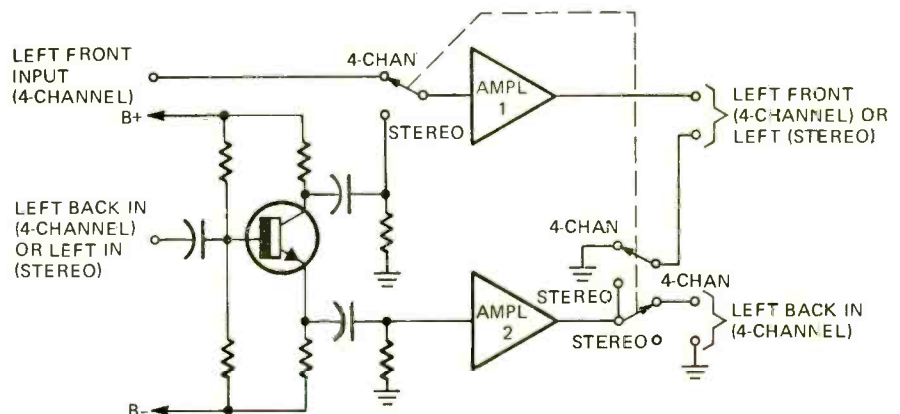 LEFT FRONT
INPUT
(4-CHANNEL)
4-CHAN
AMPL
1
LEFT FRONT
(4-CHANNEL) OR
LEFT (STEREO)
B+
STEREO
LEFT BACK IN
(4-CHANNEL)
OR LEFT IN
(STEREO)
4-CHAN
4-CHAN
STEREO
AMPL
2
STEREO
LEFT BACK IN
(4-CHANNEL)
B-